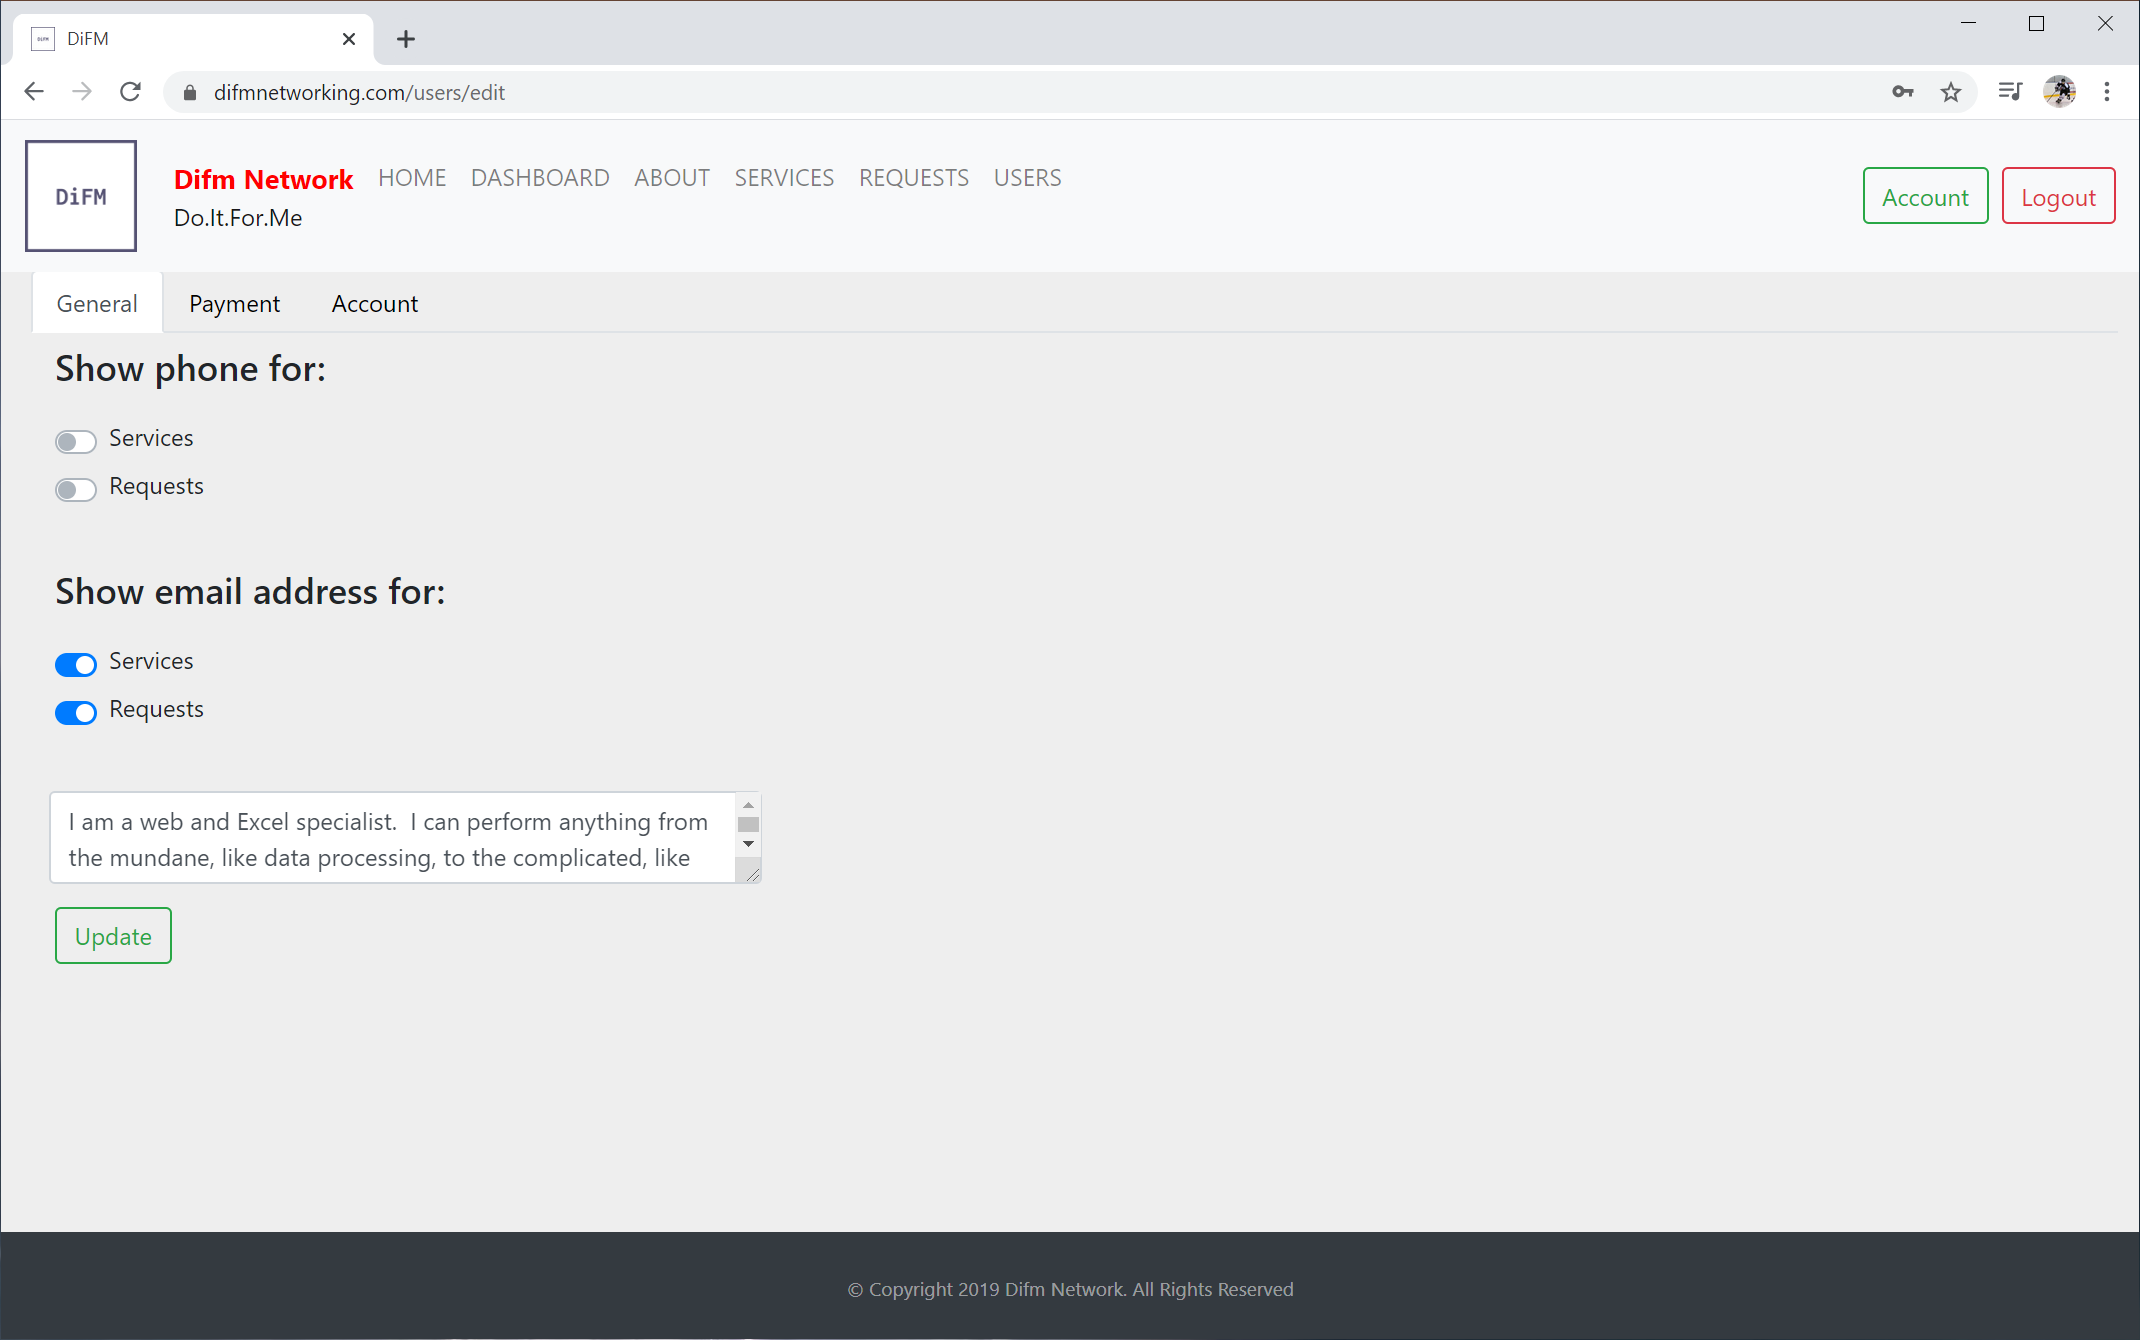 DiFM
difmnetworking.com/users/edit
DiFM
Difm Network HOME DASHBOARD ABOUT SERVICES REQUESTS USERS
Do.It.For.Me
Account Logout
General Payment Account
Show phone for:
Services
Requests
Show email address for:
Services
Requests
I am a web and Excel specialist.  I can perform anything from
the mundane, like data processing, to the complicated, like
Update
© Copyright 2019 Difm Network. All Rights Reserved